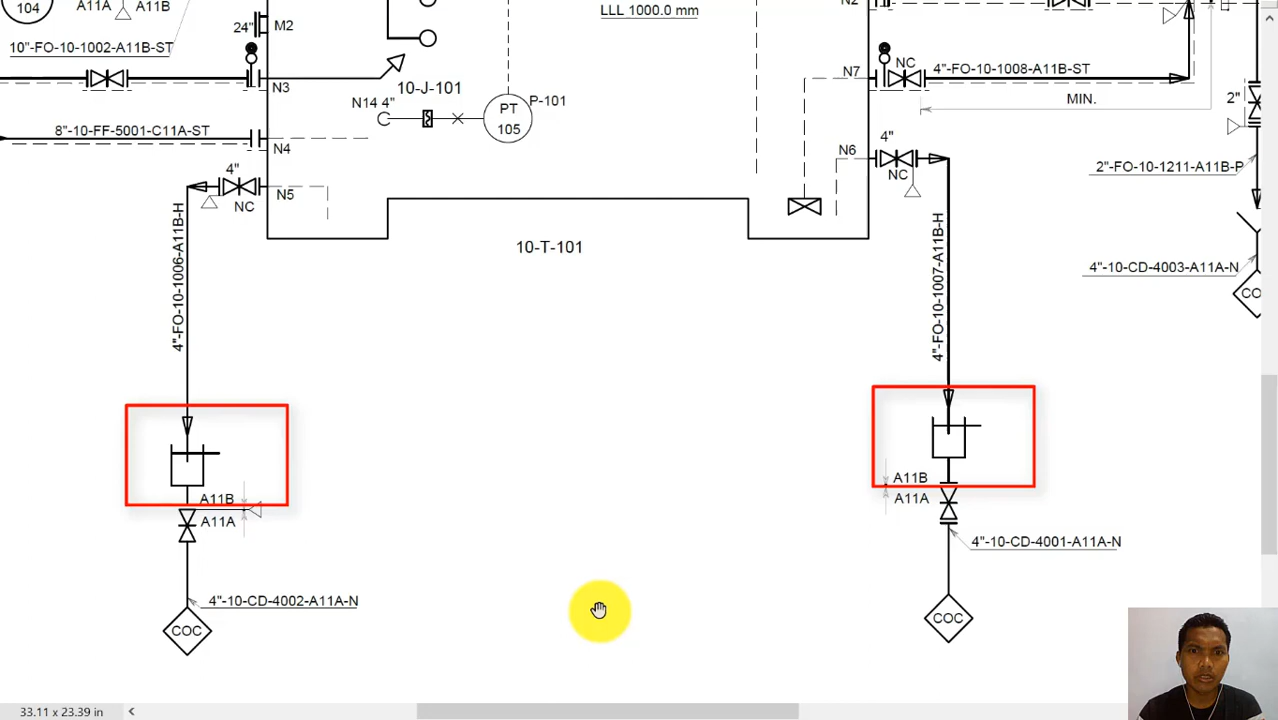 104
A11A
A11B
24"
M2
LLL 1000.0 mm
10"-FO-10-1002-A11B-ST
N3
10-J-101
N14 4"
PT
105
P-101
N7
NC
4"-FO-10-1008-A11B-ST
MIN.
2"
8"-10-FF-5001-C11A-ST
N4
4"
N6
NC
2"-FO-10-1211-A11B-P
4"
NC
N5
10-T-101
4"-FO-10-1006-A11B-H
4"-FO-10-1007-A11B-H
4"-10-CD-4003-A11A-N
A11B
A11A
A11B
A11A
4"-10-CD-4001-A11A-N
4"-10-CD-4002-A11A-N
COC
COC
33.11 x 23.39 in